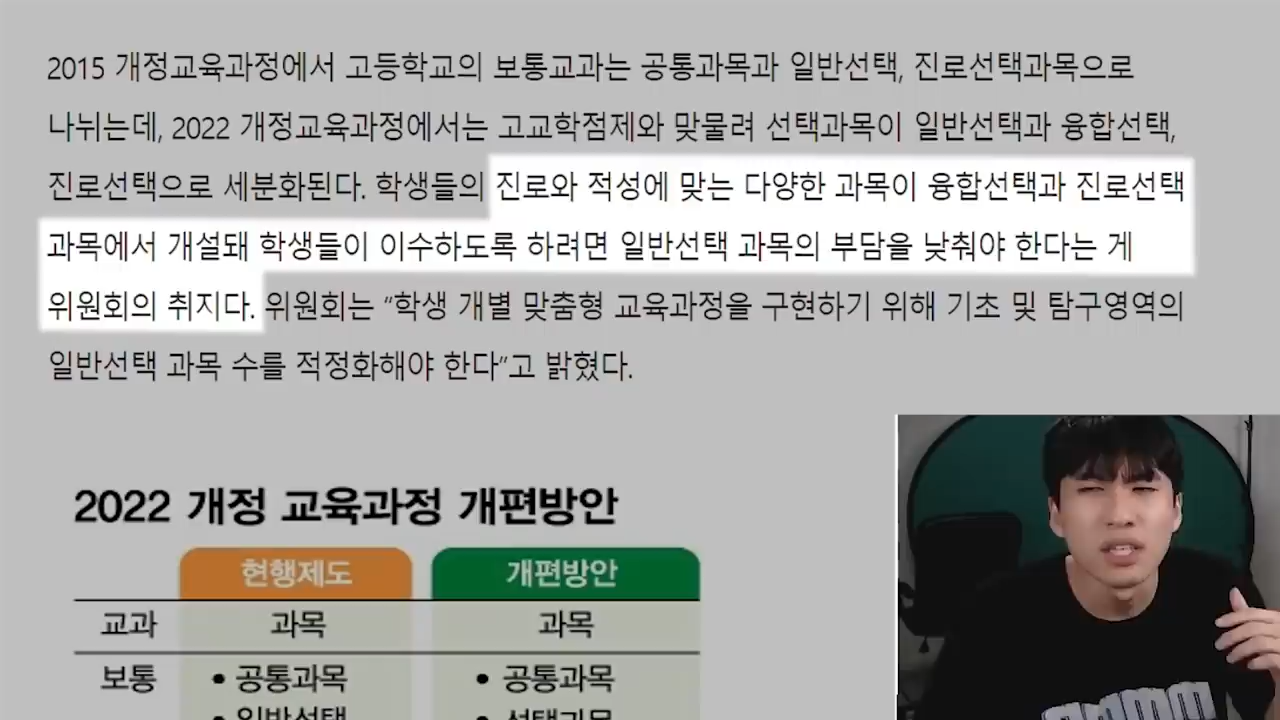 2015 개정교육과정에서 고등학교의 보통교과는 공통과목과 일반선택, 진로선택과목으로
나뉘는데, 2022 개정교육과정에서는 고교학점제와 맞물려 선택과목이 일반선택과 융합선택,
진로선택으로 세분화된다. 학생들의 진로와 적성에 맞는 다양한 과목이 융합선택과 진로선택
과목에서 개설돼 학생들이 이수하도록 하려면 일반선택 과목의 부담을 낮춰야 한다는 게
위원회의 취지다. 위원회는 “학생 개별 맞춤형 교육과정을 구현하기 위해 기초 및 탐구영역의
일반선택 과목 수를 적정화해야 한다”고 밝혔다.
2022 개정 교육과정 개편방안
현행제도 개편방안
교과 과목 과목
보통 • 공통과목 • 공통과목
• 일반선택 • 선택과목